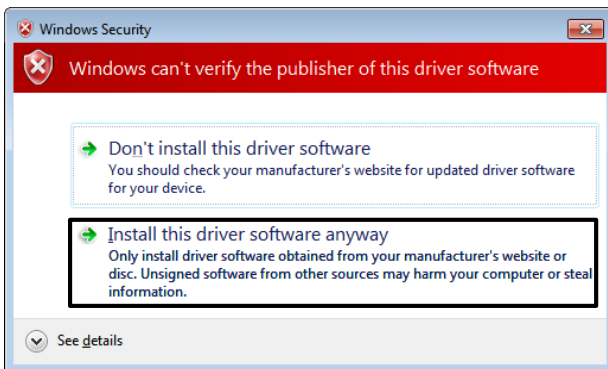 Windows Security
Windows can't verify the publisher of this driver software
Don't install this driver software
You should check your manufacturer's website for updated driver software
for your device.
Install this driver software anyway
Only install driver software obtained from your manufacturer's website or
disc. Unsigned software from other sources may harm your computer or steal
information.
See details